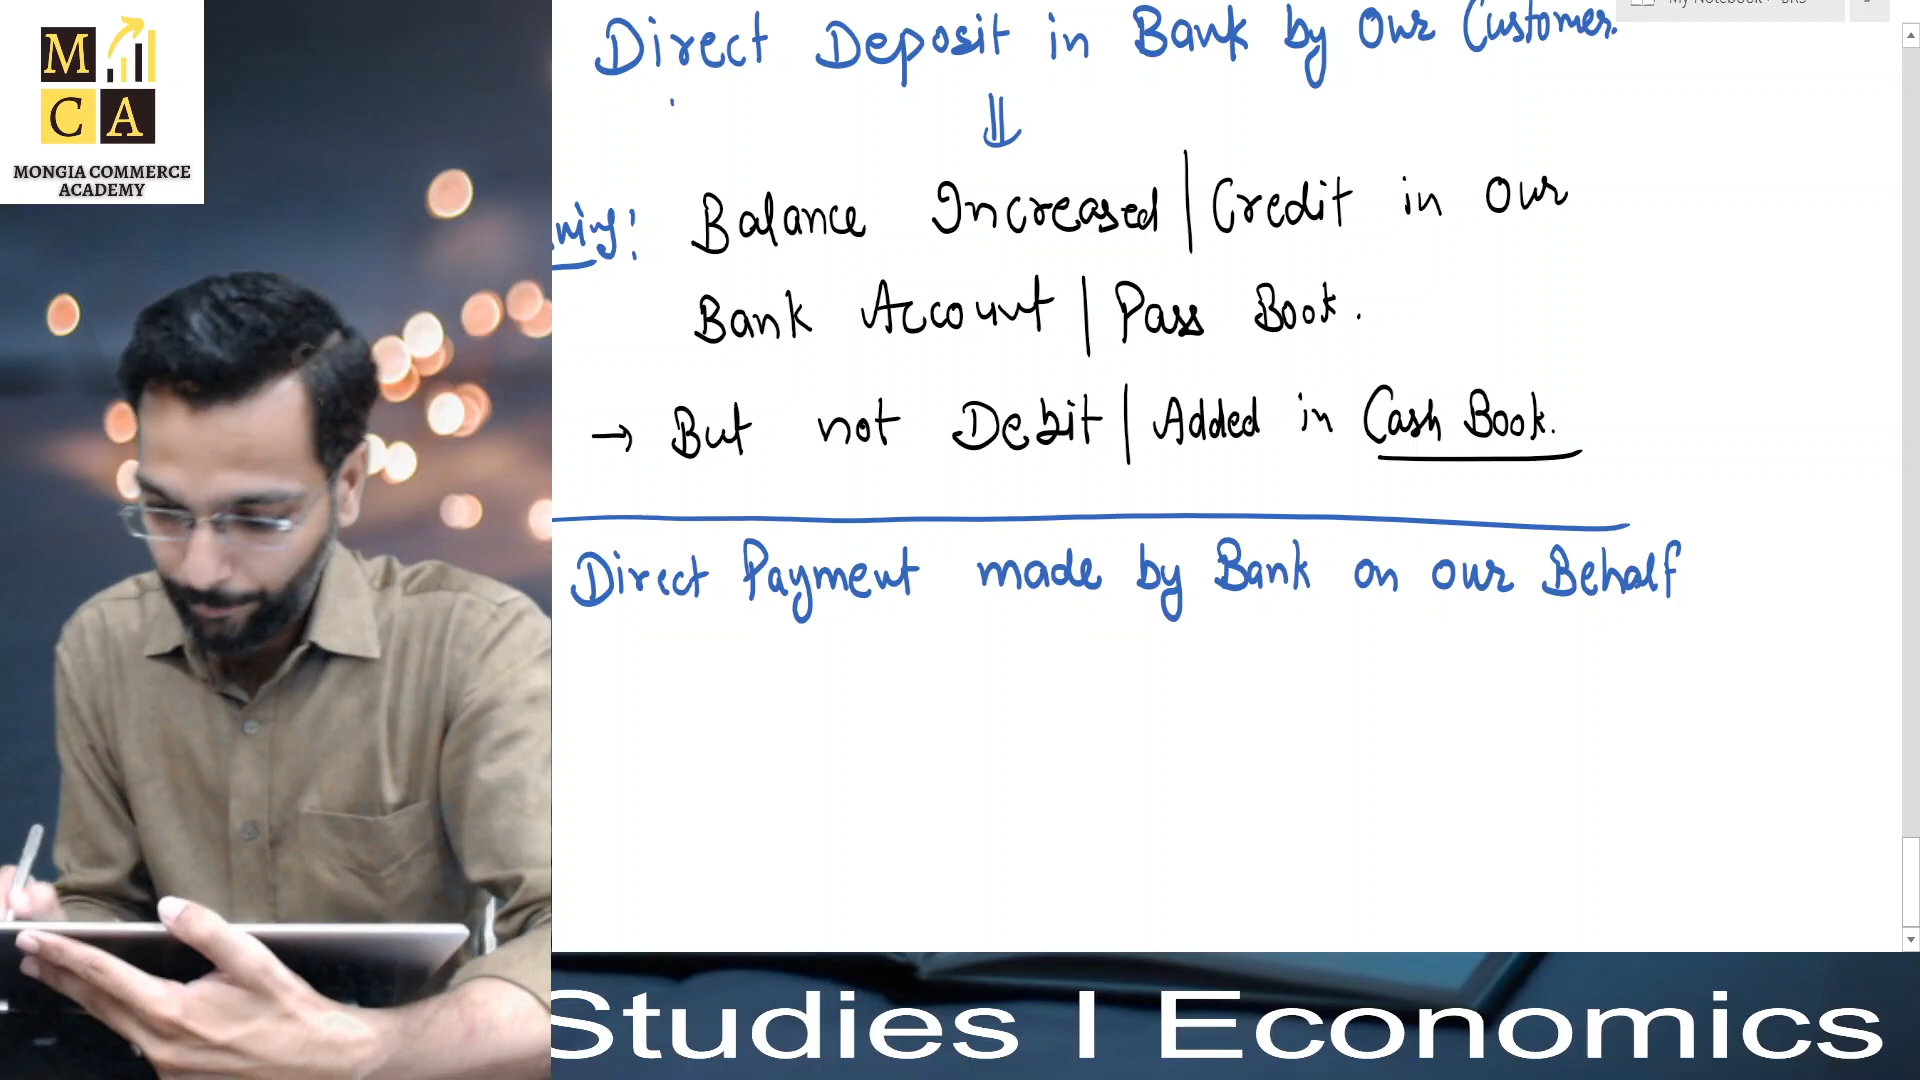 M
C A
MONGIA COMMERCE
ACADEMY
Direct Deposit in Bank by Our Customer.
Balance Increased | Credit in our
Bank Account | Pass Book.
→ But not Debit | Added in Cash Book.
Direct Payment made by Bank on our Behalf
Studies I Economics